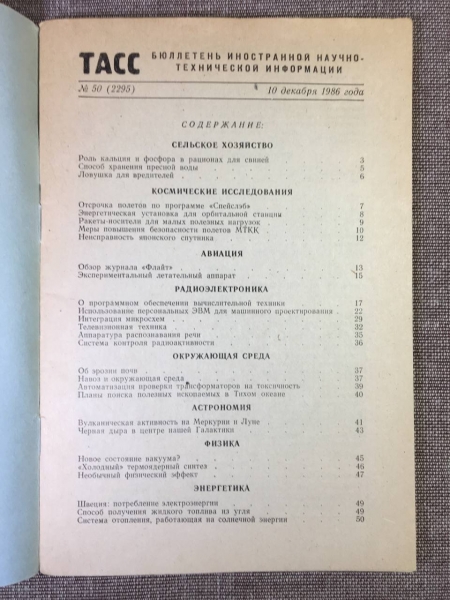 ТАСС
БЮЛЛЕТЕНЬ ИНОСТРАННОЙ НАУЧНО-
ТЕХНИЧЕСКОЙ ИНФОРМАЦИИ
№ 50 (2295)
10 декабря 1986 года
СОДЕРЖАНИЕ:
СЕЛЬСКОЕ ХОЗЯЙСТВО
Роль кальция и фосфора в рационах для свиней 3
Способ хранения пресной воды 5
Ловушка для вредителей 6
КОСМИЧЕСКИЕ ИССЛЕДОВАНИЯ
Отсрочка полетов по программе «Спейслэб» 7
Энергетическая установка для орбитальной станции 8
Ракеты-носители для малых полезных нагрузок 9
Меры повышения безопасности полетов МТКК 10
Неисправность японского спутника 12
АВИАЦИЯ
Обзор журнала «Флайт» 13
Экспериментальный летательный аппарат 15
РАДИОЭЛЕКТРОНИКА
О программном обеспечении вычислительной техники 17
Использование персональных ЭВМ для машинного проектирования 22
Интеграция микросхем 29
Телевизионная техника 32
Аппаратура распознавания речи 35
Система контроля радиоактивности 36
ОКРУЖАЮЩАЯ СРЕДА
Об эрозии почв 37
Навоз и окружающая среда 37
Автоматизация проверки трансформаторов на токсичность 39
Планы поиска полезных ископаемых в Тихом океане 40
АСТРОНОМИЯ
Вулканическая активность на Меркурии и Луне 41
Черная дыра в центре нашей Галактики 43
ФИЗИКА
Новое состояние вакуума? 45
«Холодный» термоядерный синтез 46
Необычный физический эффект 47
ЭНЕРГЕТИКА
Швеция: потребление электроэнергии 49
Способ получения жидкого топлива из угля 49
Система отопления, работающая на солнечной энергии 50